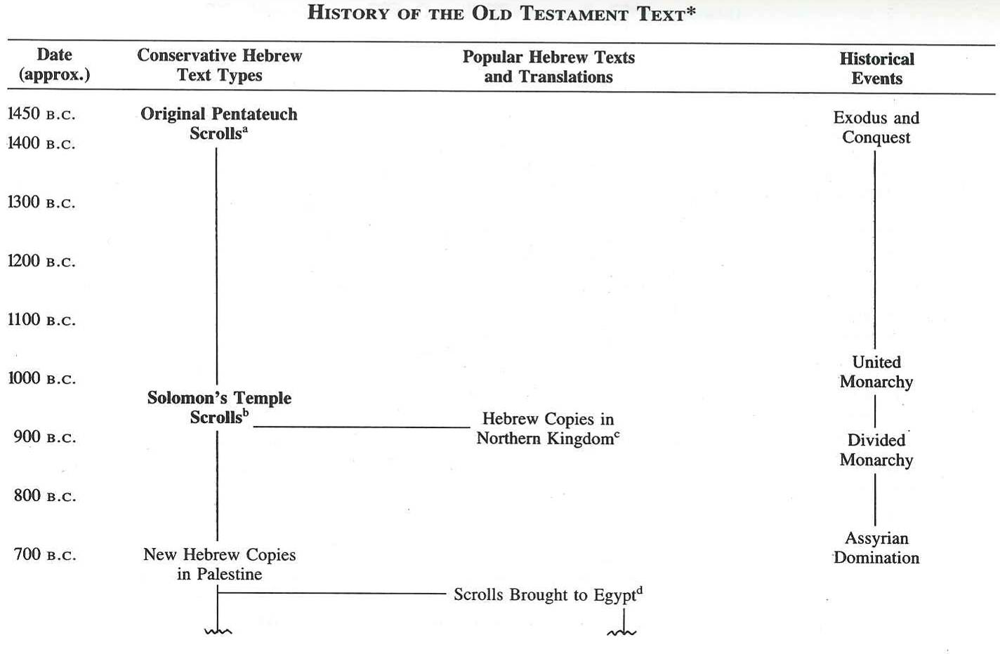 HISTORY OF THE OLD TESTAMENT TEXT*
Date
(approx.)
Conservative Hebrew
Text Types
Popular Hebrew Texts
and Translations
Historical
Events
1450 B.C.
Original Pentateuch
Scrollsᵃ
Exodus and
Conquest
1400 B.C.
1300 B.C.
1200 B.C.
1100 B.C.
United
Monarchy
1000 B.C.
Solomon's Temple
Scrollsᵇ
Hebrew Copies in
Northern Kingdomᶜ
900 B.C.
Divided
Monarchy
800 B.C.
Assyrian
Domination
700 B.C.
New Hebrew Copies
in Palestine
Scrolls Brought to Egyptᵈ